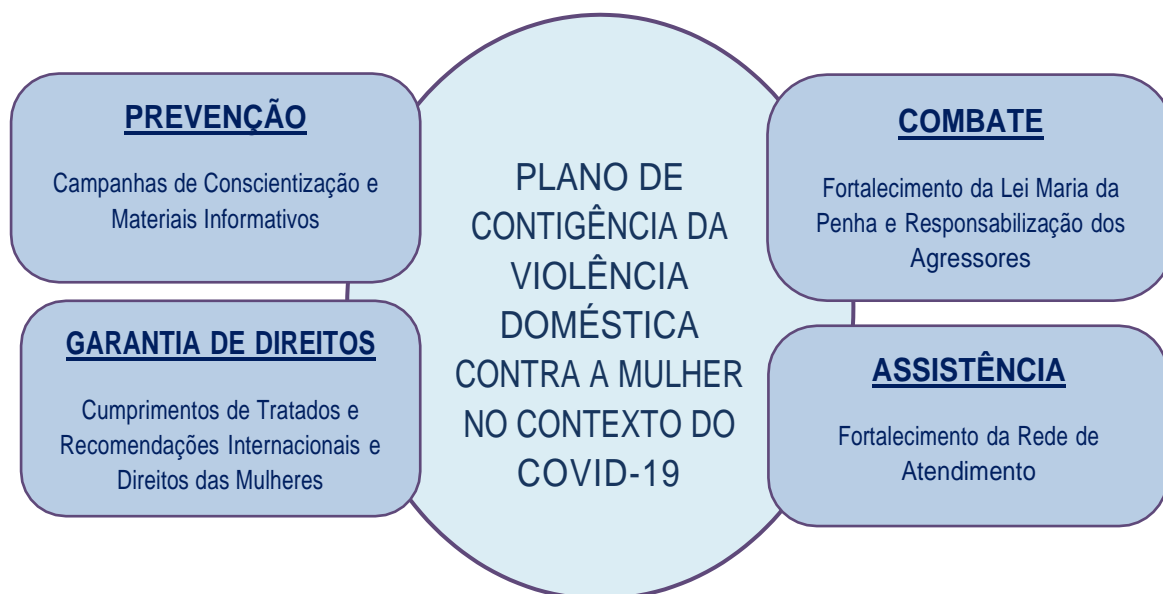 PREVENÇÃO
Campanhas de Conscientização e
Materiais Informativos
GARANTIA DE DIREITOS
Cumprimentos de Tratados e
Recomendações Internacionais e
Direitos das Mulheres
PLANO DE
CONTIGÊNCIA DA
VIOLÊNCIA
DOMÉSTICA
CONTRA A MULHER
NO CONTEXTO DO
COVID-19
COMBATE
Fortalecimento da Lei Maria da
Penha e Responsabilização dos
Agressores
ASSISTÊNCIA
Fortalecimento da Rede de
Atendimento